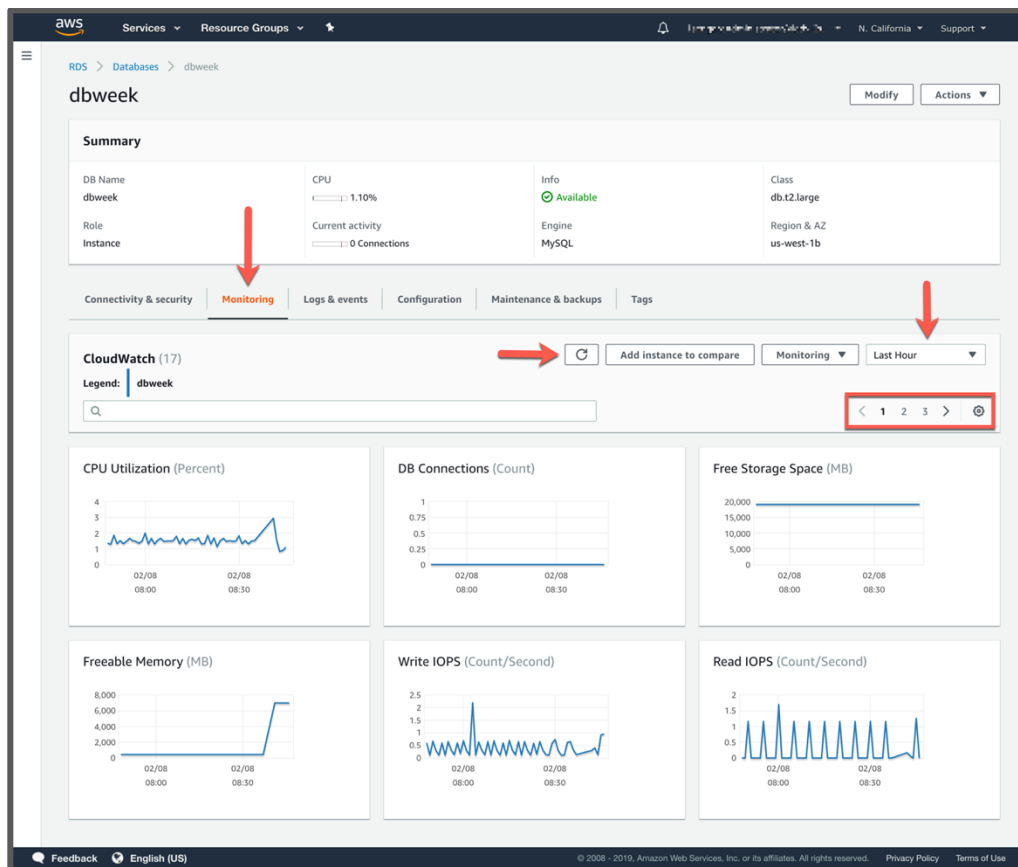 aws Services Resource Groups N. California Support
RDS > Databases > dbweek
dbweek Modify Actions
Summary
DB Name CPU Info Class
dbweek 1.10% Available db.t2.large
Role Current activity Engine Region & AZ
Instance 0 Connections MySQL us-west-1b
Connectivity & security Monitoring Logs & events Configuration Maintenance & backups Tags
CloudWatch (17) Add instance to compare Monitoring Last Hour
Legend: dbweek
< 1 2 3 >
CPU Utilization (Percent)
4
3
2
1
0
02/08 02/08
08:00 08:30
DB Connections (Count)
1
0.75
0.5
0.25
0
02/08 02/08
08:00 08:30
Free Storage Space (MB)
20,000
15,000
10,000
5,000
0
02/08 02/08
08:00 08:30
Freeable Memory (MB)
8,000
6,000
4,000
2,000
0
02/08 02/08
08:00 08:30
Write IOPS (Count/Second)
2.5
2
1.5
1
0.5
0
02/08 02/08
08:00 08:30
Read IOPS (Count/Second)
2
1.5
1
0.5
0
02/08 02/08
08:00 08:30
Feedback English (US) © 2008 - 2019, Amazon Web Services, Inc. or its affiliates. All rights reserved. Privacy Policy Terms of Use